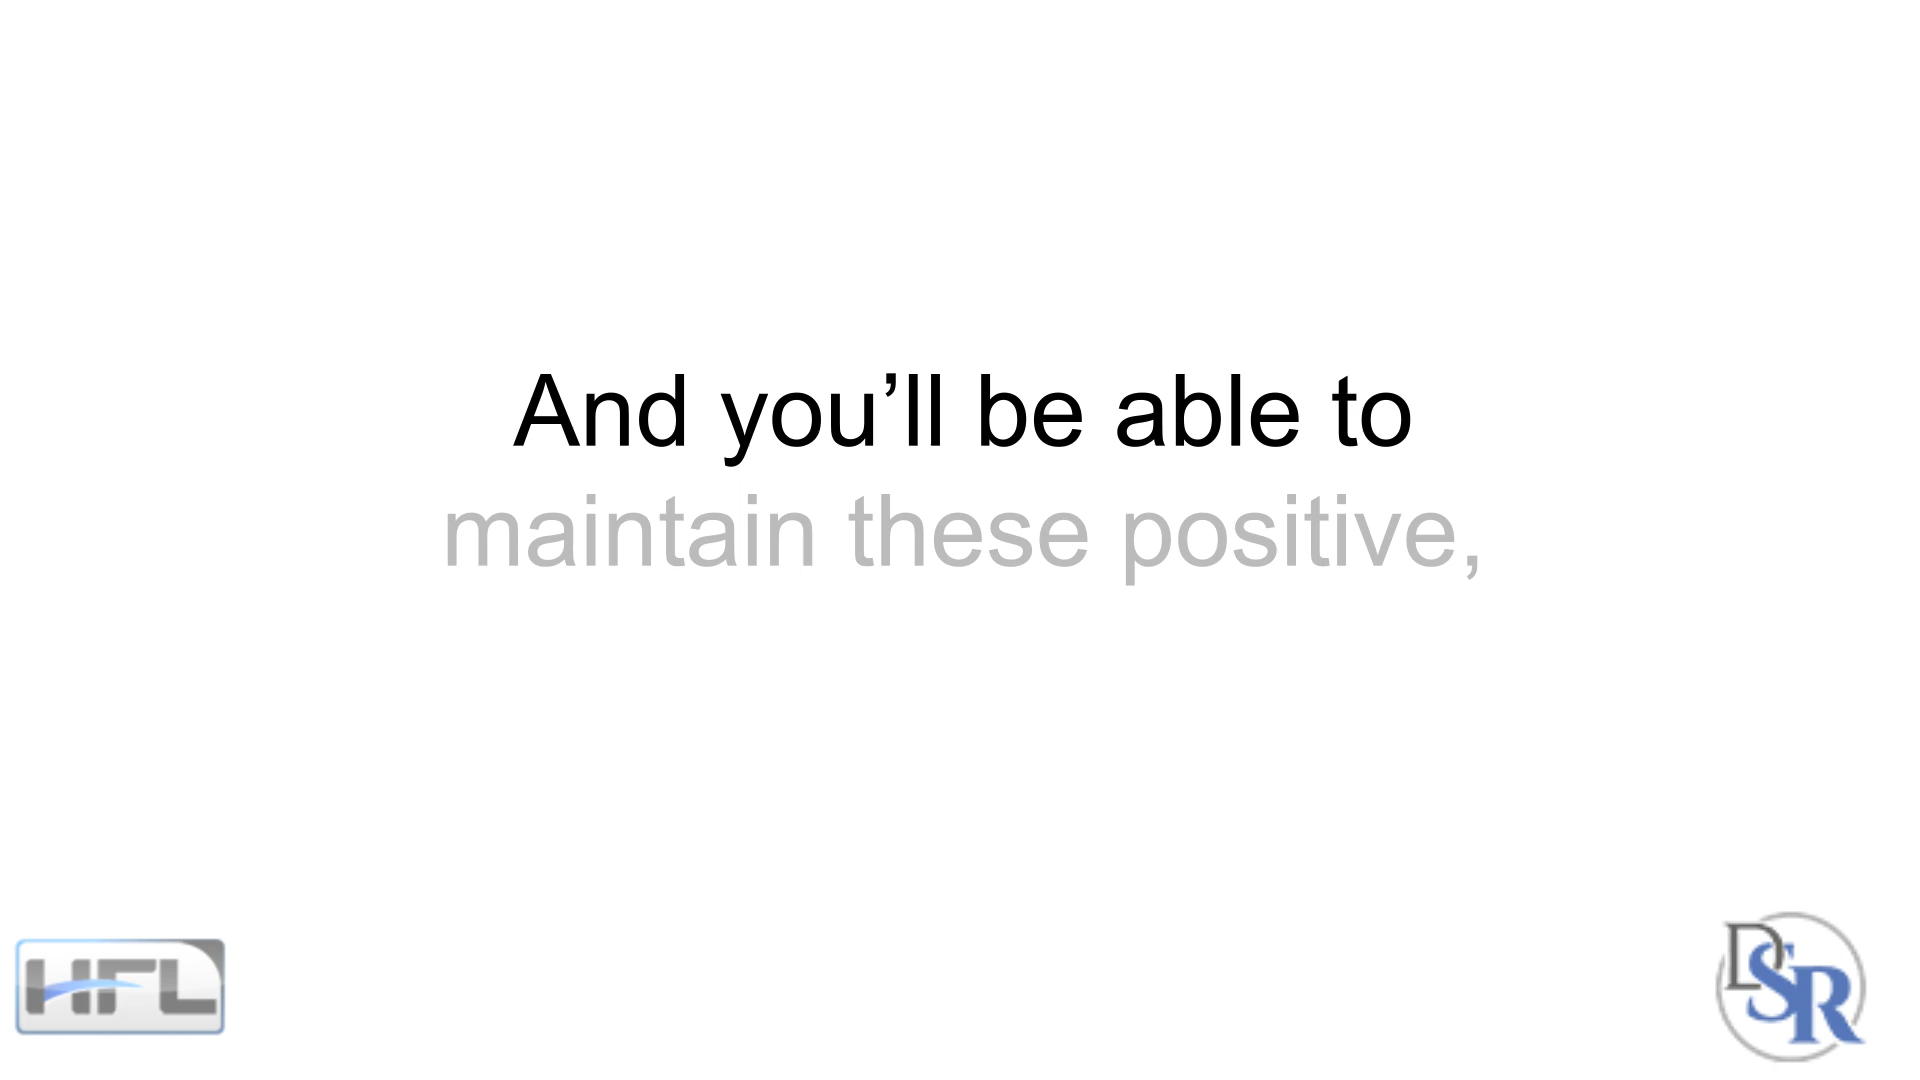 And you’ll be able to
maintain these positive,
HFL
DSR